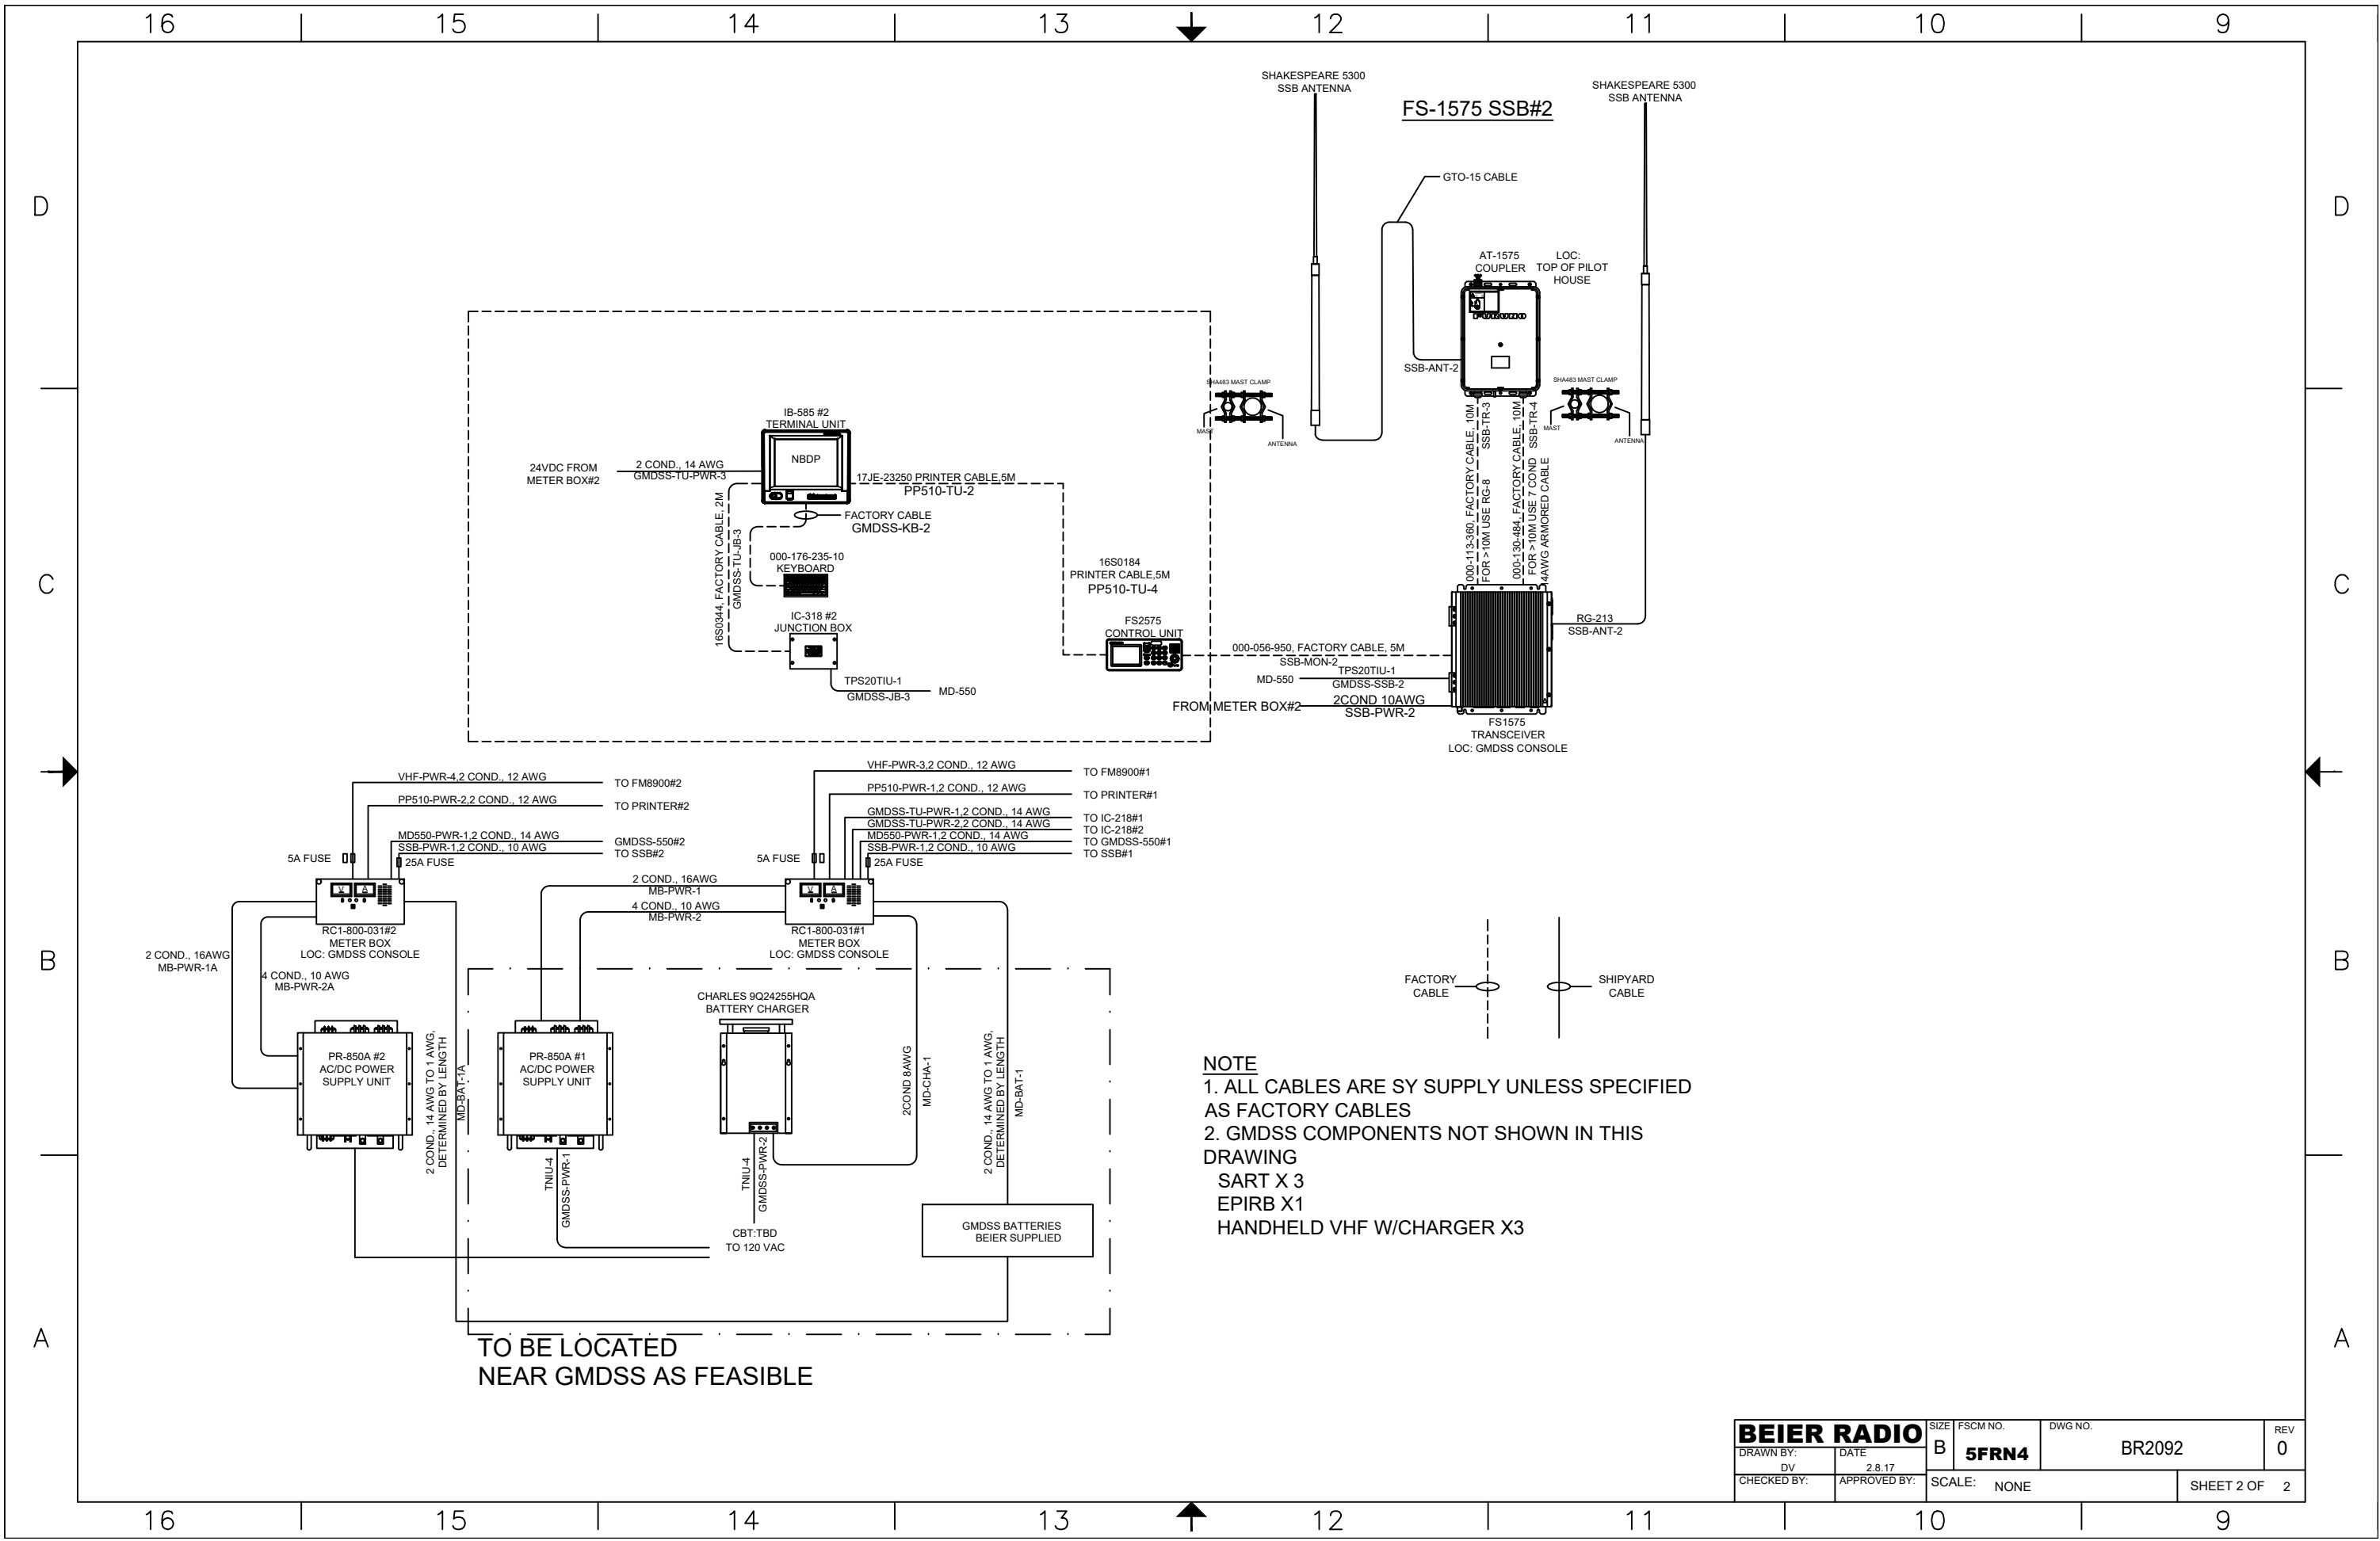 16 15 14 13 12 11 10 9
SHAKESPEARE 5300
SSB ANTENNA
FS-1575 SSB#2
SHAKESPEARE 5300
SSB ANTENNA
GTO-15 CABLE
D
D
AT-1575
COUPLER
LOC:
TOP OF PILOT
HOUSE
FURUNO
SSB-ANT-2
SHA483 MAST CLAMP
MAST
ANTENNA
SHA483 MAST CLAMP
MAST
ANTENNA
IB-585 #2
TERMINAL UNIT
NBDP
24VDC FROM
METER BOX#2
2 COND., 14 AWG
GMDSS-TU-PWR-3
17JE-23250 PRINTER CABLE,5M
PP510-TU-2
FACTORY CABLE
GMDSS-KB-2
16S0344, FACTORY CABLE, 2M
GMDSS-TU-JB-3
000-176-235-10
KEYBOARD
IC-318 #2
JUNCTION BOX
TPS20TIU-1
GMDSS-JB-3
MD-550
16S0184
PRINTER CABLE,5M
PP510-TU-4
FS2575
CONTROL UNIT
000-113-360, FACTORY CABLE, 10M
FOR >10M USE RG-8
SSB-TR-3
000-130-484, FACTORY CABLE, 10M
FOR >10M USE 7 COND
SSB-TR-4
14AWG ARMORED CABLE
C
C
RG-213
SSB-ANT-2
000-056-950, FACTORY CABLE, 5M
SSB-MON-2
MD-550
TPS20TIU-1
GMDSS-SSB-2
FROM METER BOX#2
2COND 10AWG
SSB-PWR-2
FS1575
TRANSCEIVER
LOC: GMDSS CONSOLE
VHF-PWR-4,2 COND., 12 AWG
TO FM8900#2
PP510-PWR-2,2 COND., 12 AWG
TO PRINTER#2
MD550-PWR-1,2 COND., 14 AWG
GMDSS-550#2
SSB-PWR-1,2 COND., 10 AWG
TO SSB#2
5A FUSE
25A FUSE
V A
RC1-800-031#2
METER BOX
LOC: GMDSS CONSOLE
VHF-PWR-3,2 COND., 12 AWG
TO FM8900#1
PP510-PWR-1,2 COND., 12 AWG
TO PRINTER#1
GMDSS-TU-PWR-1,2 COND., 14 AWG
TO IC-218#1
GMDSS-TU-PWR-2,2 COND., 14 AWG
TO IC-218#2
MD550-PWR-1,2 COND., 14 AWG
TO GMDSS-550#1
SSB-PWR-1,2 COND., 10 AWG
TO SSB#1
5A FUSE
25A FUSE
V A
RC1-800-031#1
METER BOX
LOC: GMDSS CONSOLE
2 COND., 16AWG
MB-PWR-1
4 COND., 10 AWG
MB-PWR-2
B
B
2 COND., 16AWG
MB-PWR-1A
4 COND., 10 AWG
MB-PWR-2A
PR-850A #2
AC/DC POWER
SUPPLY UNIT
2 COND., 14 AWG TO 1 AWG,
DETERMINED BY LENGTH
MD-BAT-1A
PR-850A #1
AC/DC POWER
SUPPLY UNIT
CHARLES 9Q24255HQA
BATTERY CHARGER
2COND 8AWG
MD-CHA-1
2 COND., 14 AWG TO 1 AWG,
DETERMINED BY LENGTH
MD-BAT-1
TNIU-4
GMDSS-PWR-1
TNIU-4
GMDSS-PWR-2
CBT:TBD
TO 120 VAC
GMDSS BATTERIES
BEIER SUPPLIED
FACTORY
CABLE
SHIPYARD
CABLE
NOTE
1. ALL CABLES ARE SY SUPPLY UNLESS SPECIFIED
AS FACTORY CABLES
2. GMDSS COMPONENTS NOT SHOWN IN THIS
DRAWING
SART X 3
EPIRB X1
HANDHELD VHF W/CHARGER X3
A
A
TO BE LOCATED
NEAR GMDSS AS FEASIBLE
BEIER RADIO
DRAWN BY:
DV
DATE
2.8.17
CHECKED BY:
APPROVED BY:
SIZE
B
FSCM NO.
5FRN4
DWG NO.
BR2092
REV
0
SCALE: NONE
SHEET 2 OF 2
16 15 14 13 12 11 10 9